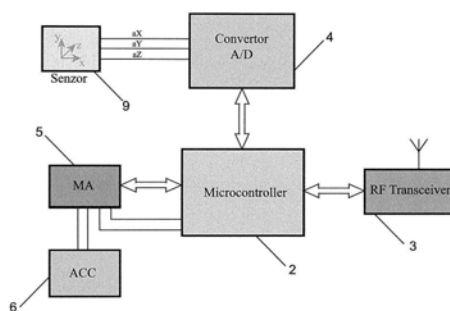 y
z
x
Senzor
aX
aY
aZ
Convertor
A/D
4
9
5
MA
Microcontroller
RF Transceiver
2
3
ACC
6